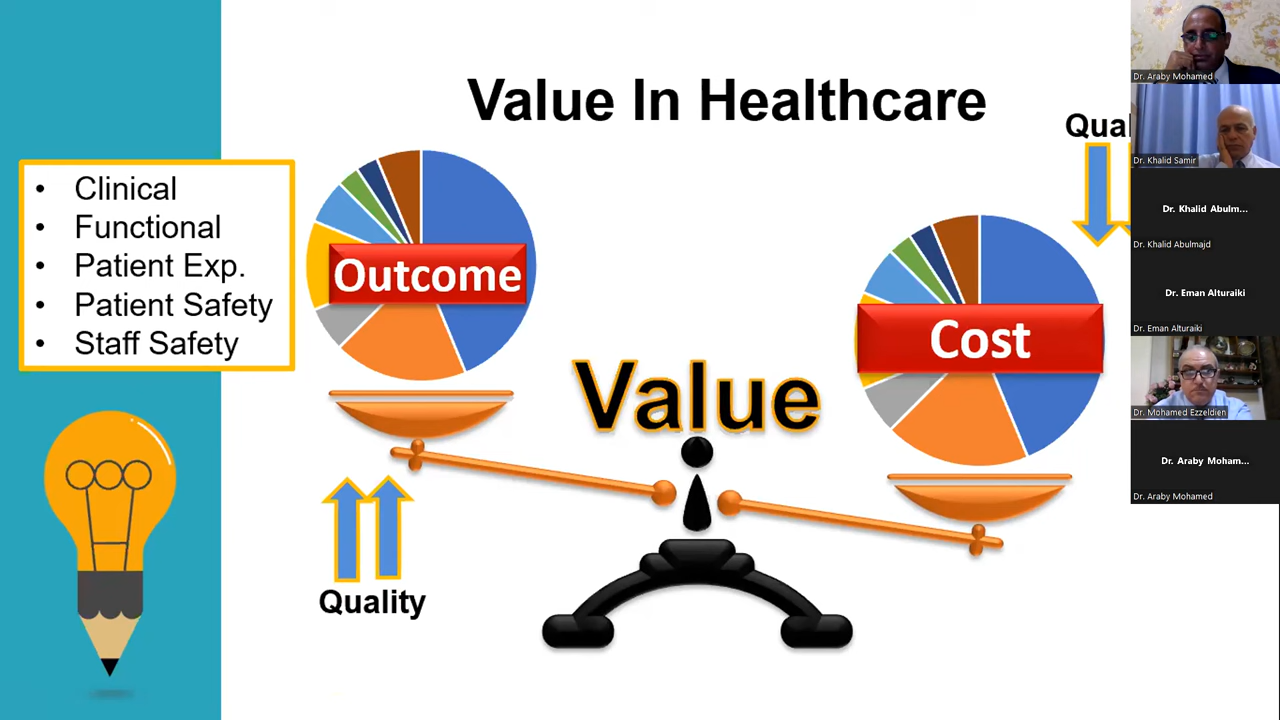 Value In Healthcare
• Clinical
• Functional
• Patient Exp.
• Patient Safety
• Staff Safety
Outcome
Value
Cost
Quality
Qual
Dr. Araby Mohamed
Dr. Khalid Samir
Dr. Khalid Abulm...
Dr. Khalid Abulmajd
Dr. Eman Alturaiki
Dr. Eman Alturaiki
Dr. Mohamed Ezzeldien
Dr. Araby Moham...
Dr. Araby Mohamed